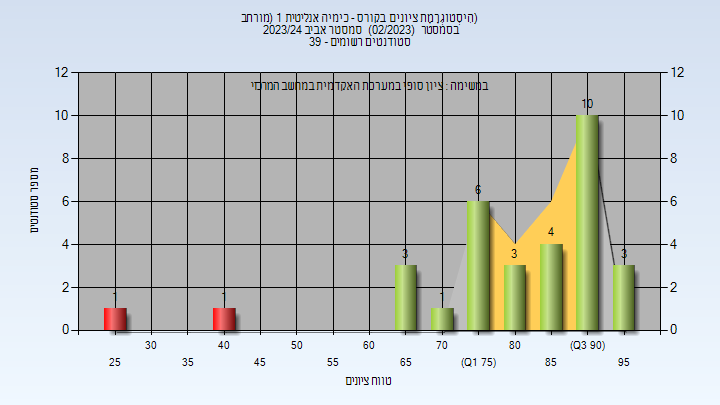 (היסטוגרמת ציונים בקורס - כימיה אנליטית 1 (מורחב
בסמסטר (02/2023) סמסטר אביב 2023/24
סטודנטים רשומים - 39
במשימה : ציון סופי במערכת האקדמית במחשב המרכזי
מספר סטודנטים
12 12
10 10
8 8
6 6
4 4
2 2
0 0
1 1 3 1 6 3 4 10 3
30 40 50 60 70 80 (Q3 90)
25 35 45 55 65 (Q1 75) 85 95
טווח ציונים